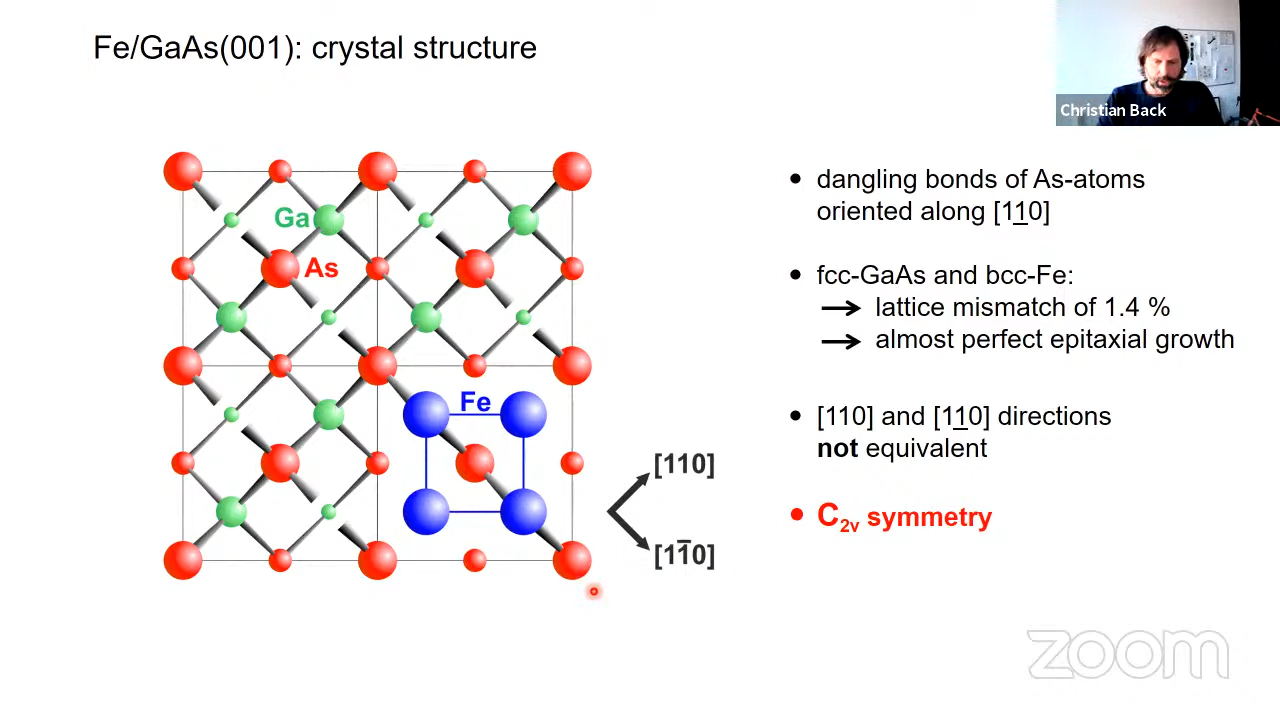 Fe/GaAs(001): crystal structure
Christian Back
Ga
As
Fe
[110]
[11̅0]
• dangling bonds of As-atoms
oriented along [11̲0]
• fcc-GaAs and bcc-Fe:
→ lattice mismatch of 1.4 %
→ almost perfect epitaxial growth
• [110] and [11̲0] directions
not equivalent
• C2v symmetry
zoom